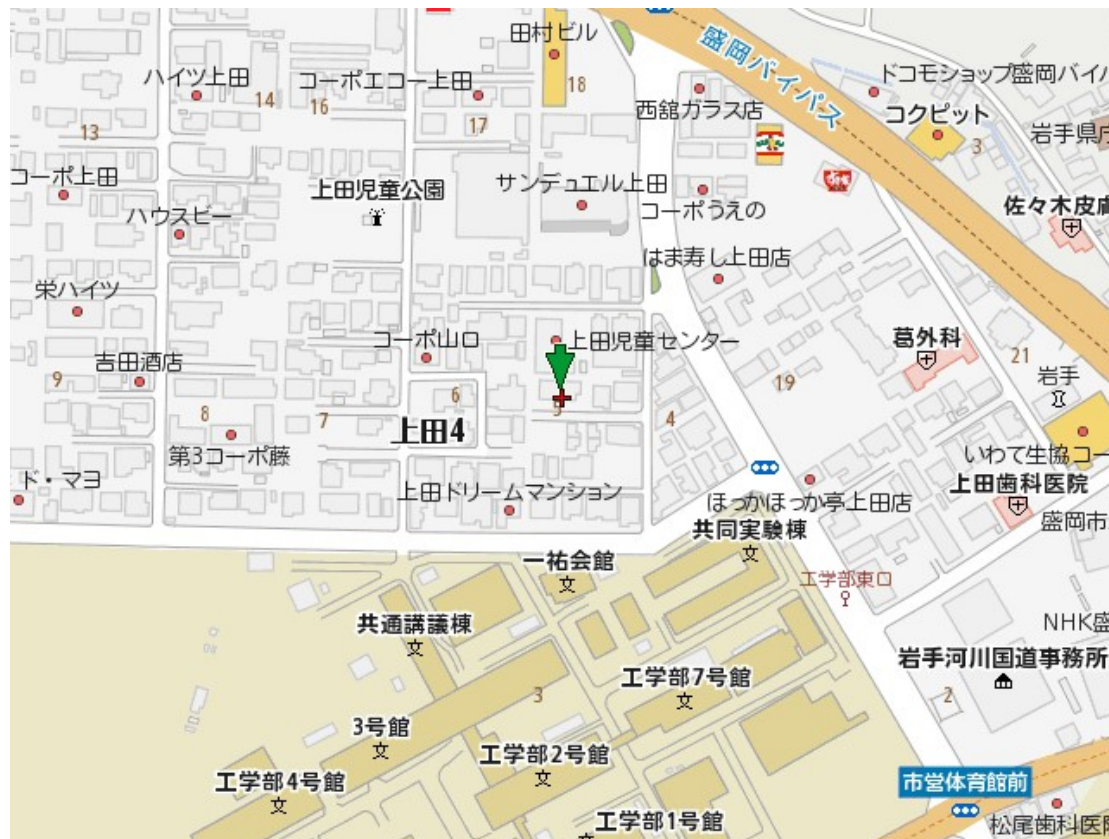 田村ビル
盛岡バイパス
ハイツ上田
14
16
コーポエコー上田
18
17
西舘ガラス店
ドコモショップ盛岡バイパ
コクピット
3
岩手県庁
13
コーポ上田
上田児童公園
サンデュエル上田
コーポうえの
佐々木皮膚
ハウスビー
はま寿し上田店
栄ハイツ
コーポ山口
上田児童センター
葛外科
21
吉田酒店
岩手
9
8
7
6
5
4
19
上田4
第3コーポ藤
いわて生協コー
ド・マヨ
上田ドリームマンション
ほっかほっか亭上田店
上田歯科医院
盛岡市
共同実験棟
一祐会館
工学部東口
共通講議棟
NHK盛
岩手河川国道事務所
工学部7号館
3
2
3号館
工学部2号館
工学部4号館
市営体育館前
工学部1号館
松尾歯科医院